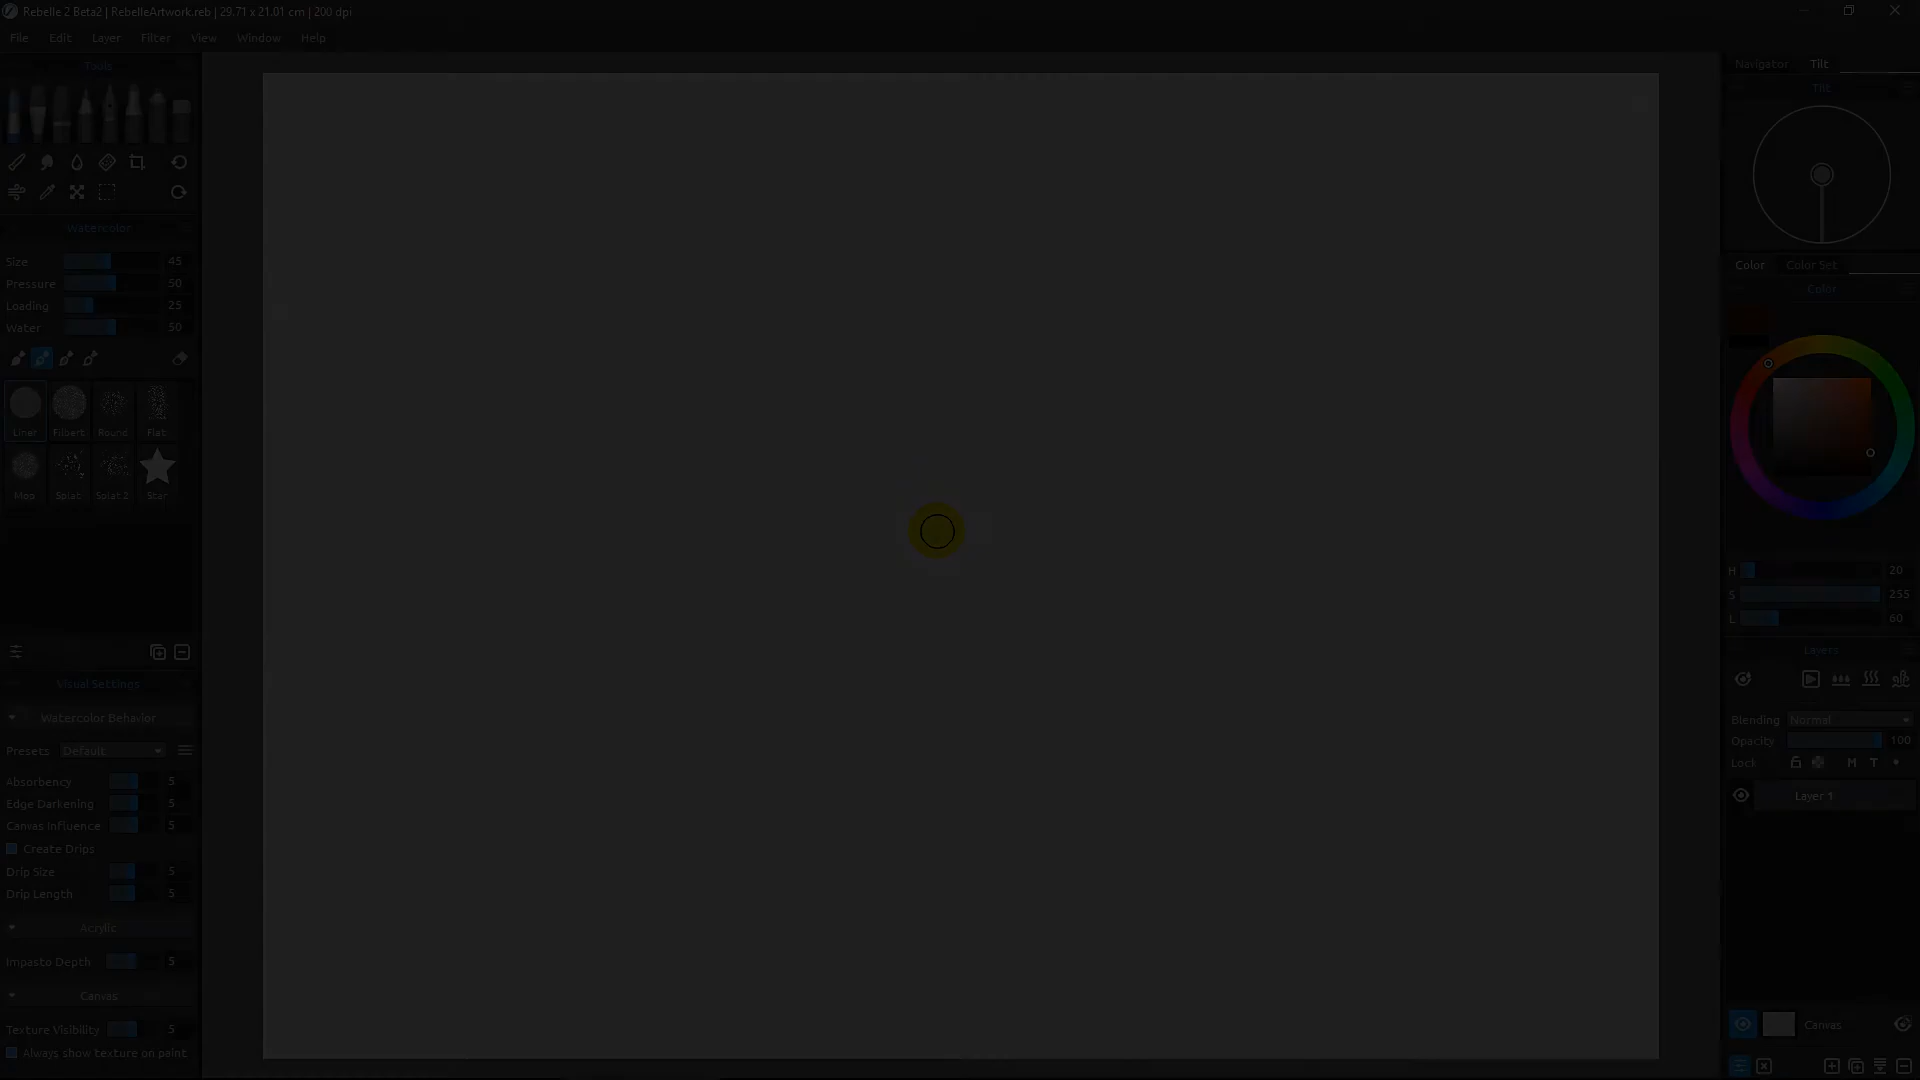 Rebelle 2 Beta2 | RebelleArtwork.reb | 29.71 x 21.01 cm | 200 dpi
File Edit Layer Filter View Window Help
Tools
Watercolor
Size 45
Pressure 50
Loading 25
Water 50
Liner Filbert Round Flat
Mop Splat Splat 2 Star
Visual Settings
Watercolor Behavior
Presets Default
Absorbency 5
Edge Darkening 5
Canvas Influence 5
Create Drips
Drip Size 5
Drip Length 5
Acrylic
Impasto Depth 5
Canvas
Texture Visibility 5
Always show texture on paint
Navigator Tilt
Tilt
Color Color Set
Color
H 20
S 255
L 60
Layers
Blending Normal
Opacity 100
Lock M T
Layer 1
Canvas